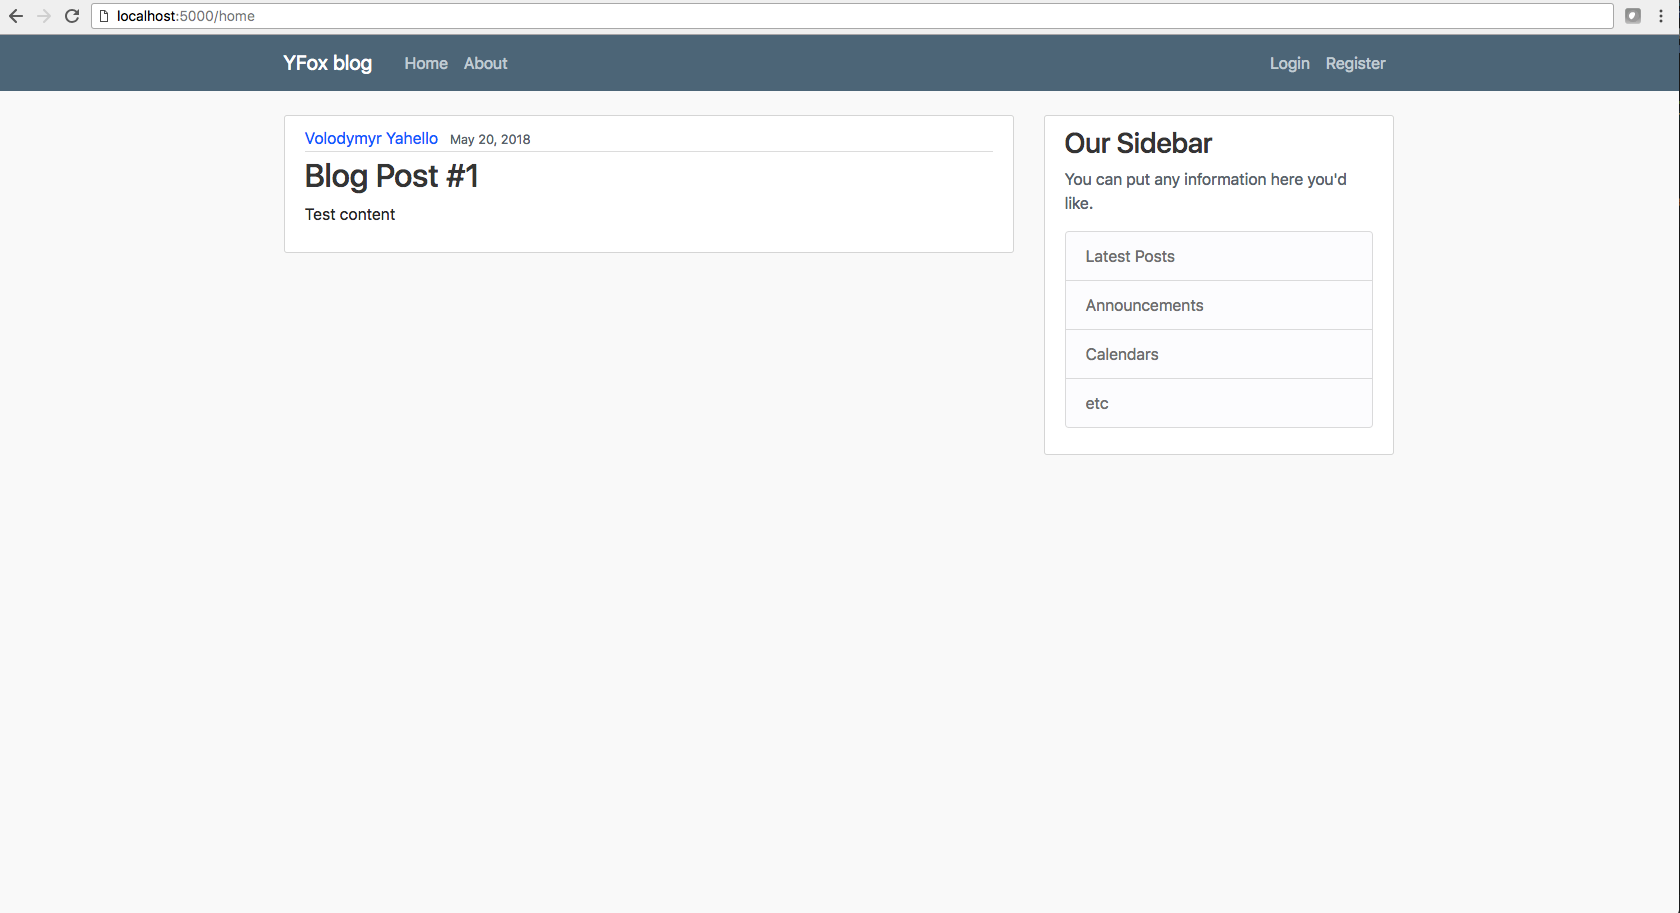 localhost:5000/home
YFox blog Home About Login Register
Volodymyr Yahello May 20, 2018
Blog Post #1
Test content
Our Sidebar
You can put any information here you'd
like.
Latest Posts
Announcements
Calendars
etc